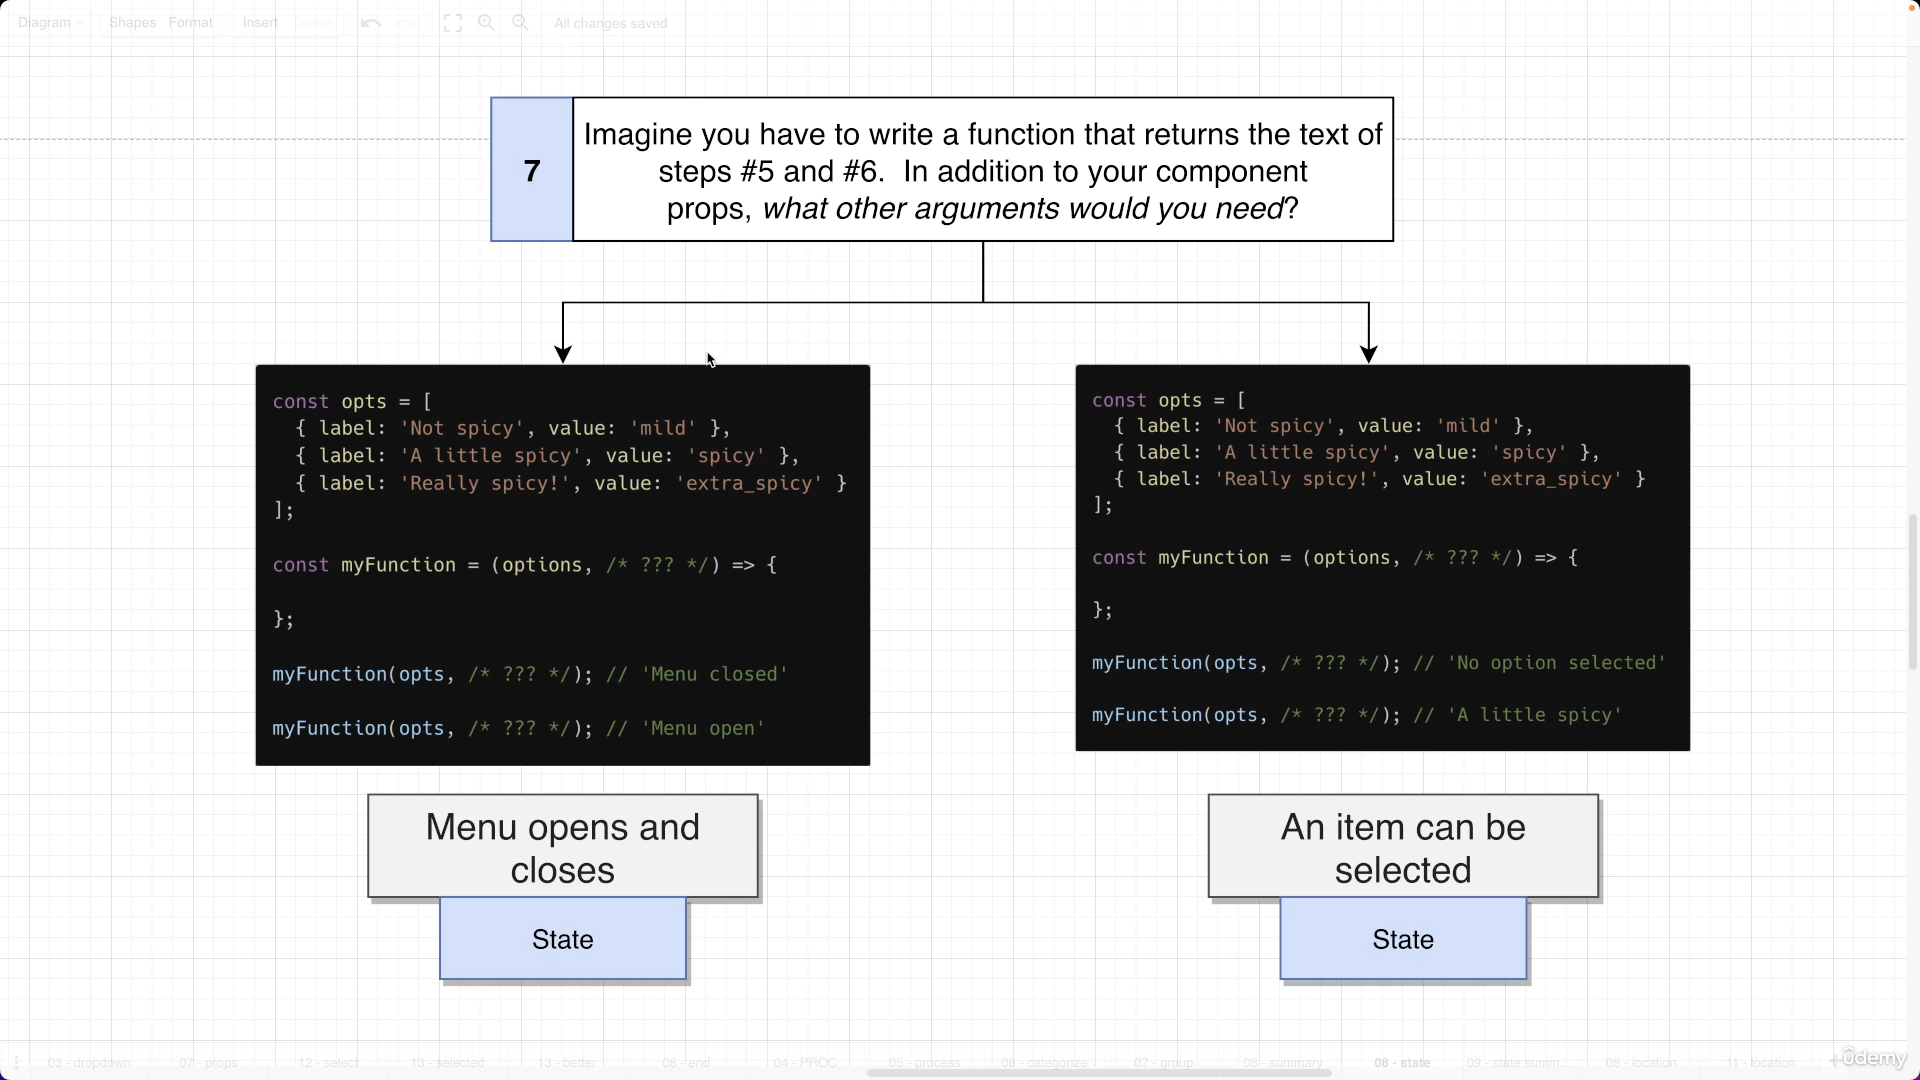 Diagram Shapes Format Insert Delete All changes saved
7
Imagine you have to write a function that returns the text of
steps #5 and #6. In addition to your component
props, what other arguments would you need?
const opts = [
{ label: 'Not spicy', value: 'mild' },
{ label: 'A little spicy', value: 'spicy' },
{ label: 'Really spicy!', value: 'extra_spicy' }
];
const myFunction = (options, /* ??? */) => {
};
myFunction(opts, /* ??? */); // 'Menu closed'
myFunction(opts, /* ??? */); // 'Menu open'
Menu opens and
closes
State
const opts = [
{ label: 'Not spicy', value: 'mild' },
{ label: 'A little spicy', value: 'spicy' },
{ label: 'Really spicy!', value: 'extra_spicy' }
];
const myFunction = (options, /* ??? */) => {
};
myFunction(opts, /* ??? */); // 'No option selected'
myFunction(opts, /* ??? */); // 'A little spicy'
An item can be
selected
State
03 - dropdown 07 - props 12 - select 13 - selected 13 - better 08 - end 04 - PROC 05 - process 06 - categorize 07 - group 08 - summary 08 - state 09 - state summ... 08 - location 11 - location
ûdemy